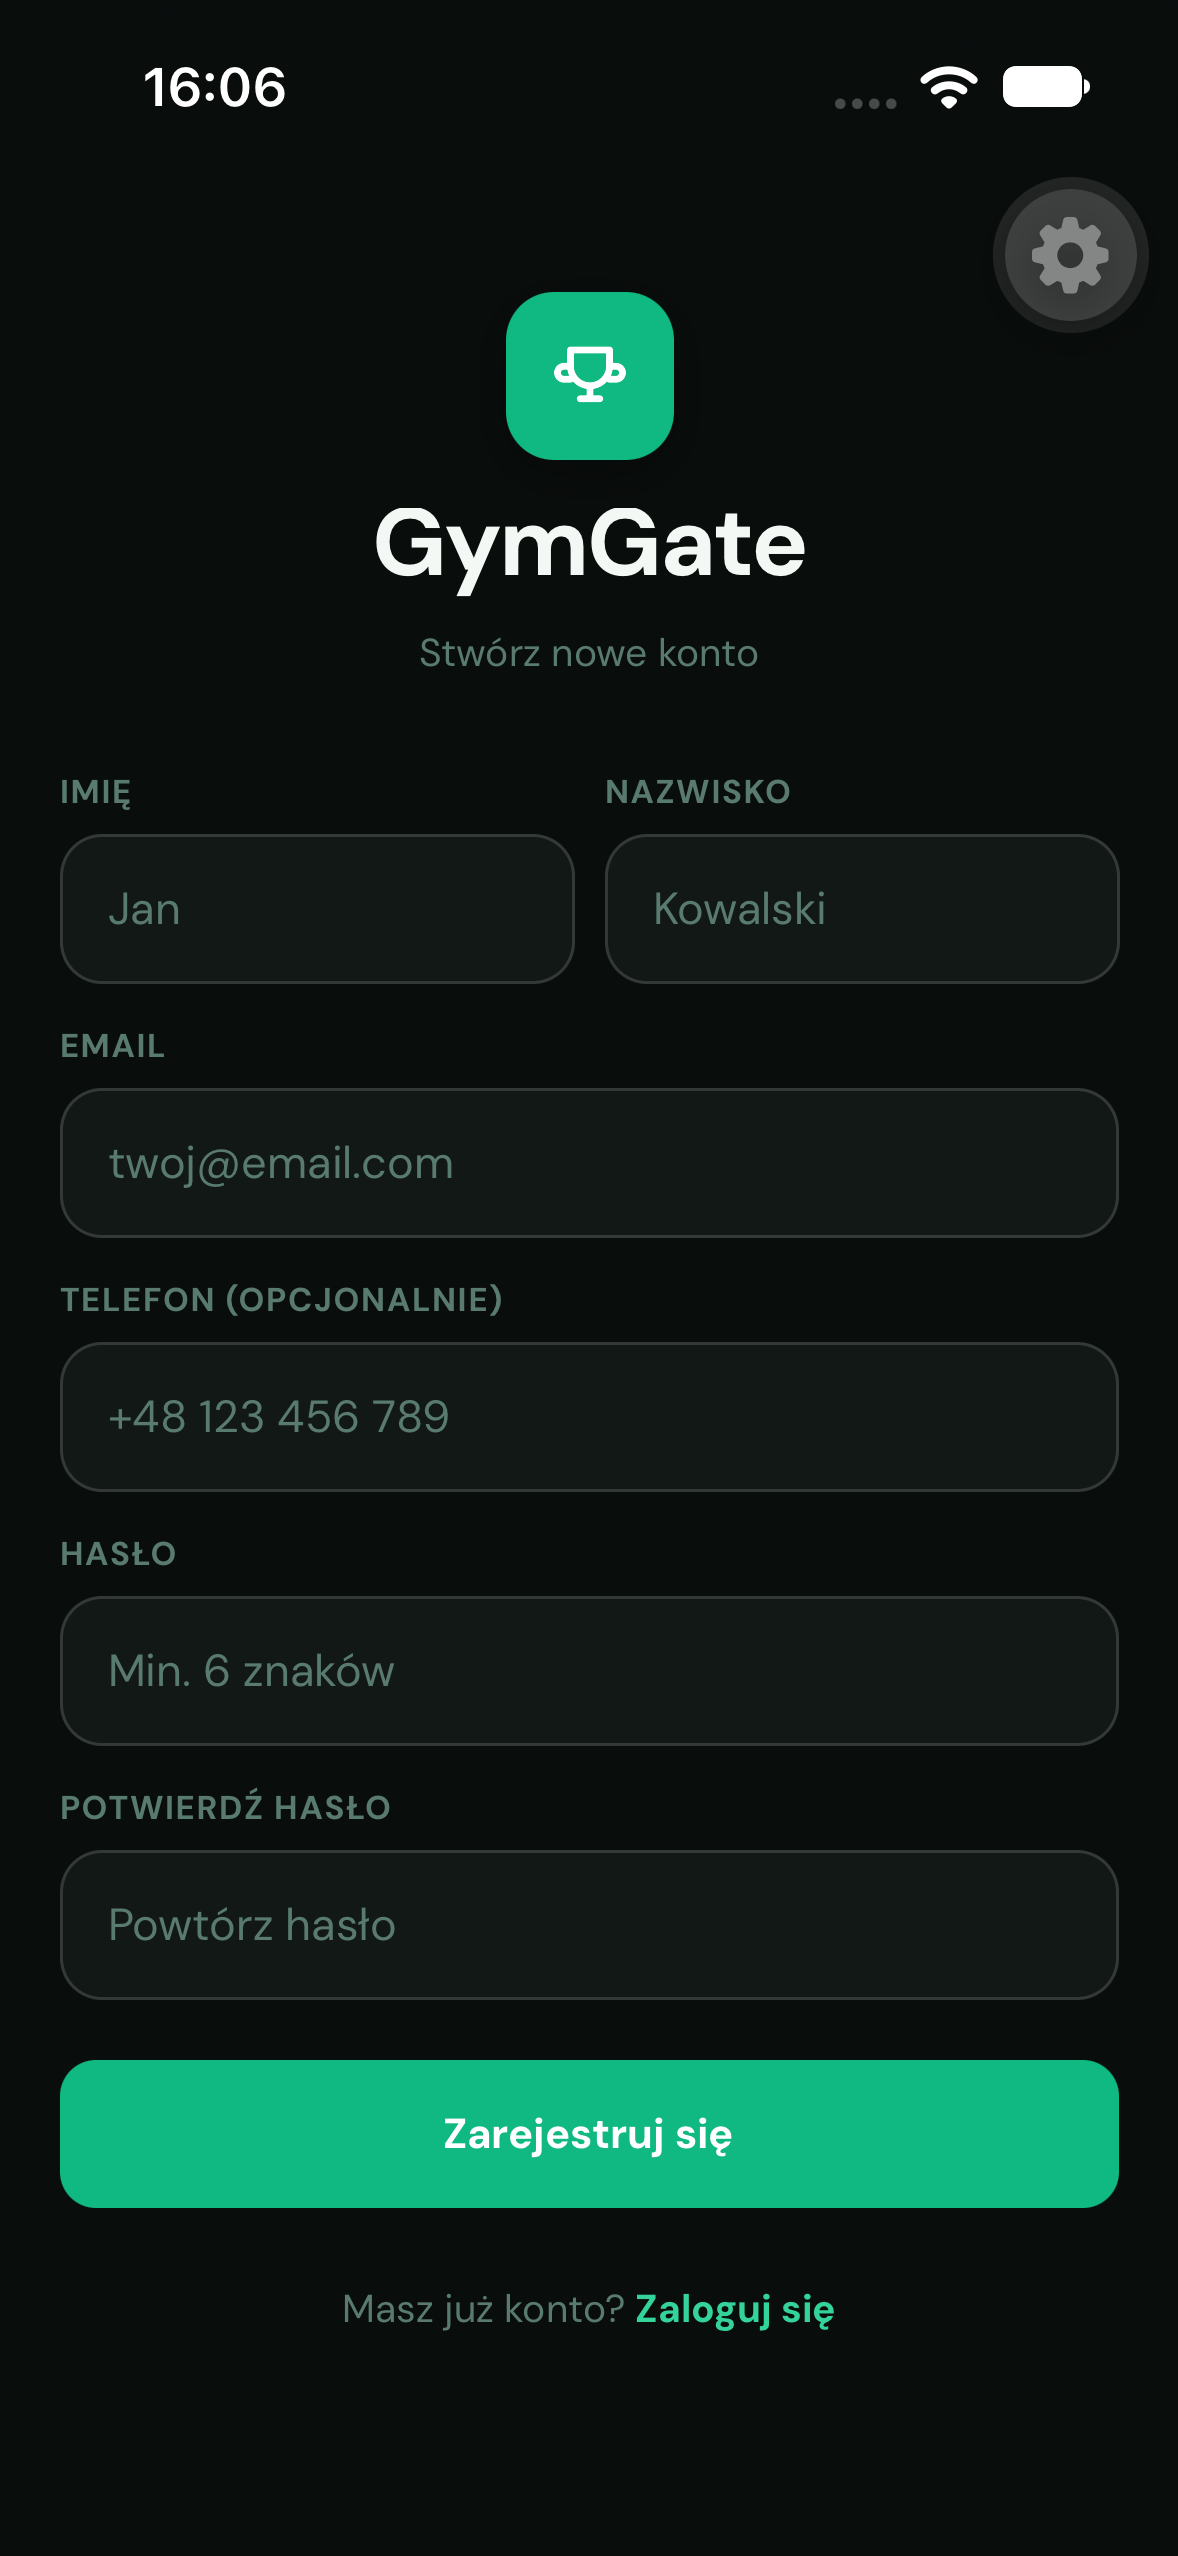 16:06
GymGate
Stwórz nowe konto
IMIĘ NAZWISKO
Jan Kowalski
EMAIL
twoj@email.com
TELEFON (OPCJONALNIE)
+48 123 456 789
HASŁO
Min. 6 znaków
POTWIERDŹ HASŁO
Powtórz hasło
Zarejestruj się
Masz już konto? Zaloguj się